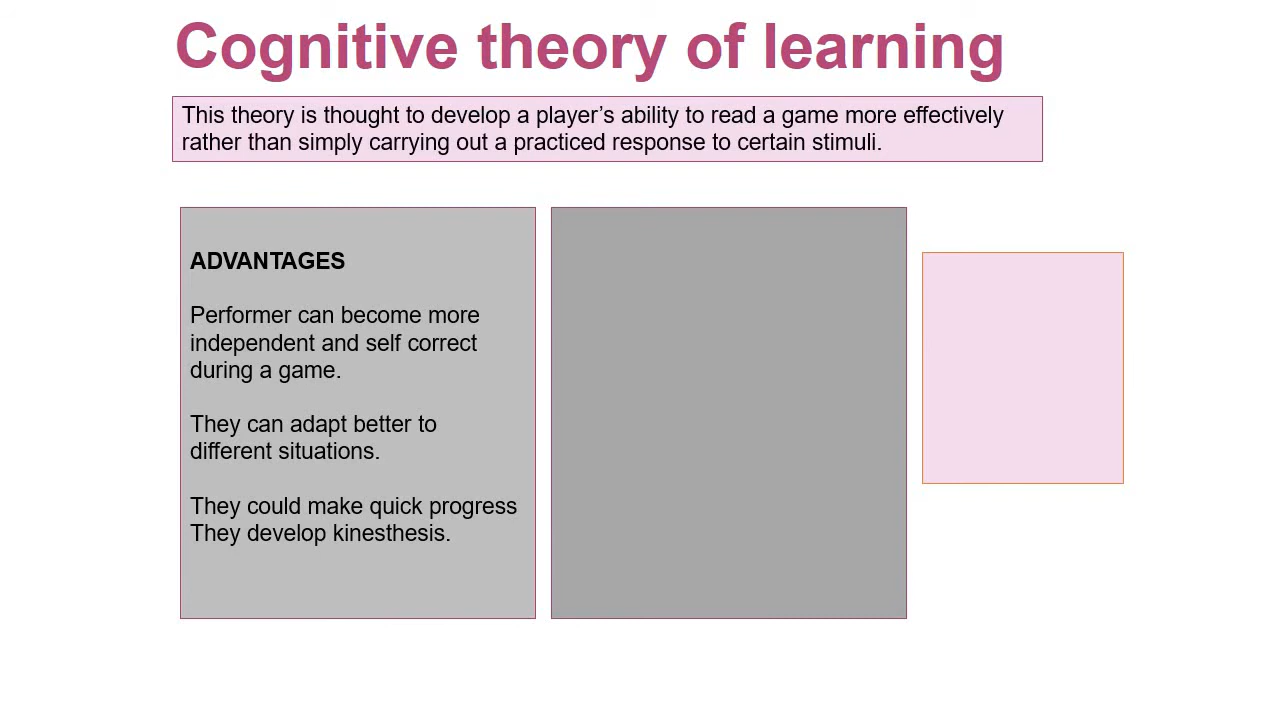 Cognitive theory of learning
This theory is thought to develop a player’s ability to read a game more effectively
rather than simply carrying out a practiced response to certain stimuli.
ADVANTAGES
Performer can become more
independent and self correct
during a game.
They can adapt better to
different situations.
They could make quick progress
They develop kinesthesis.